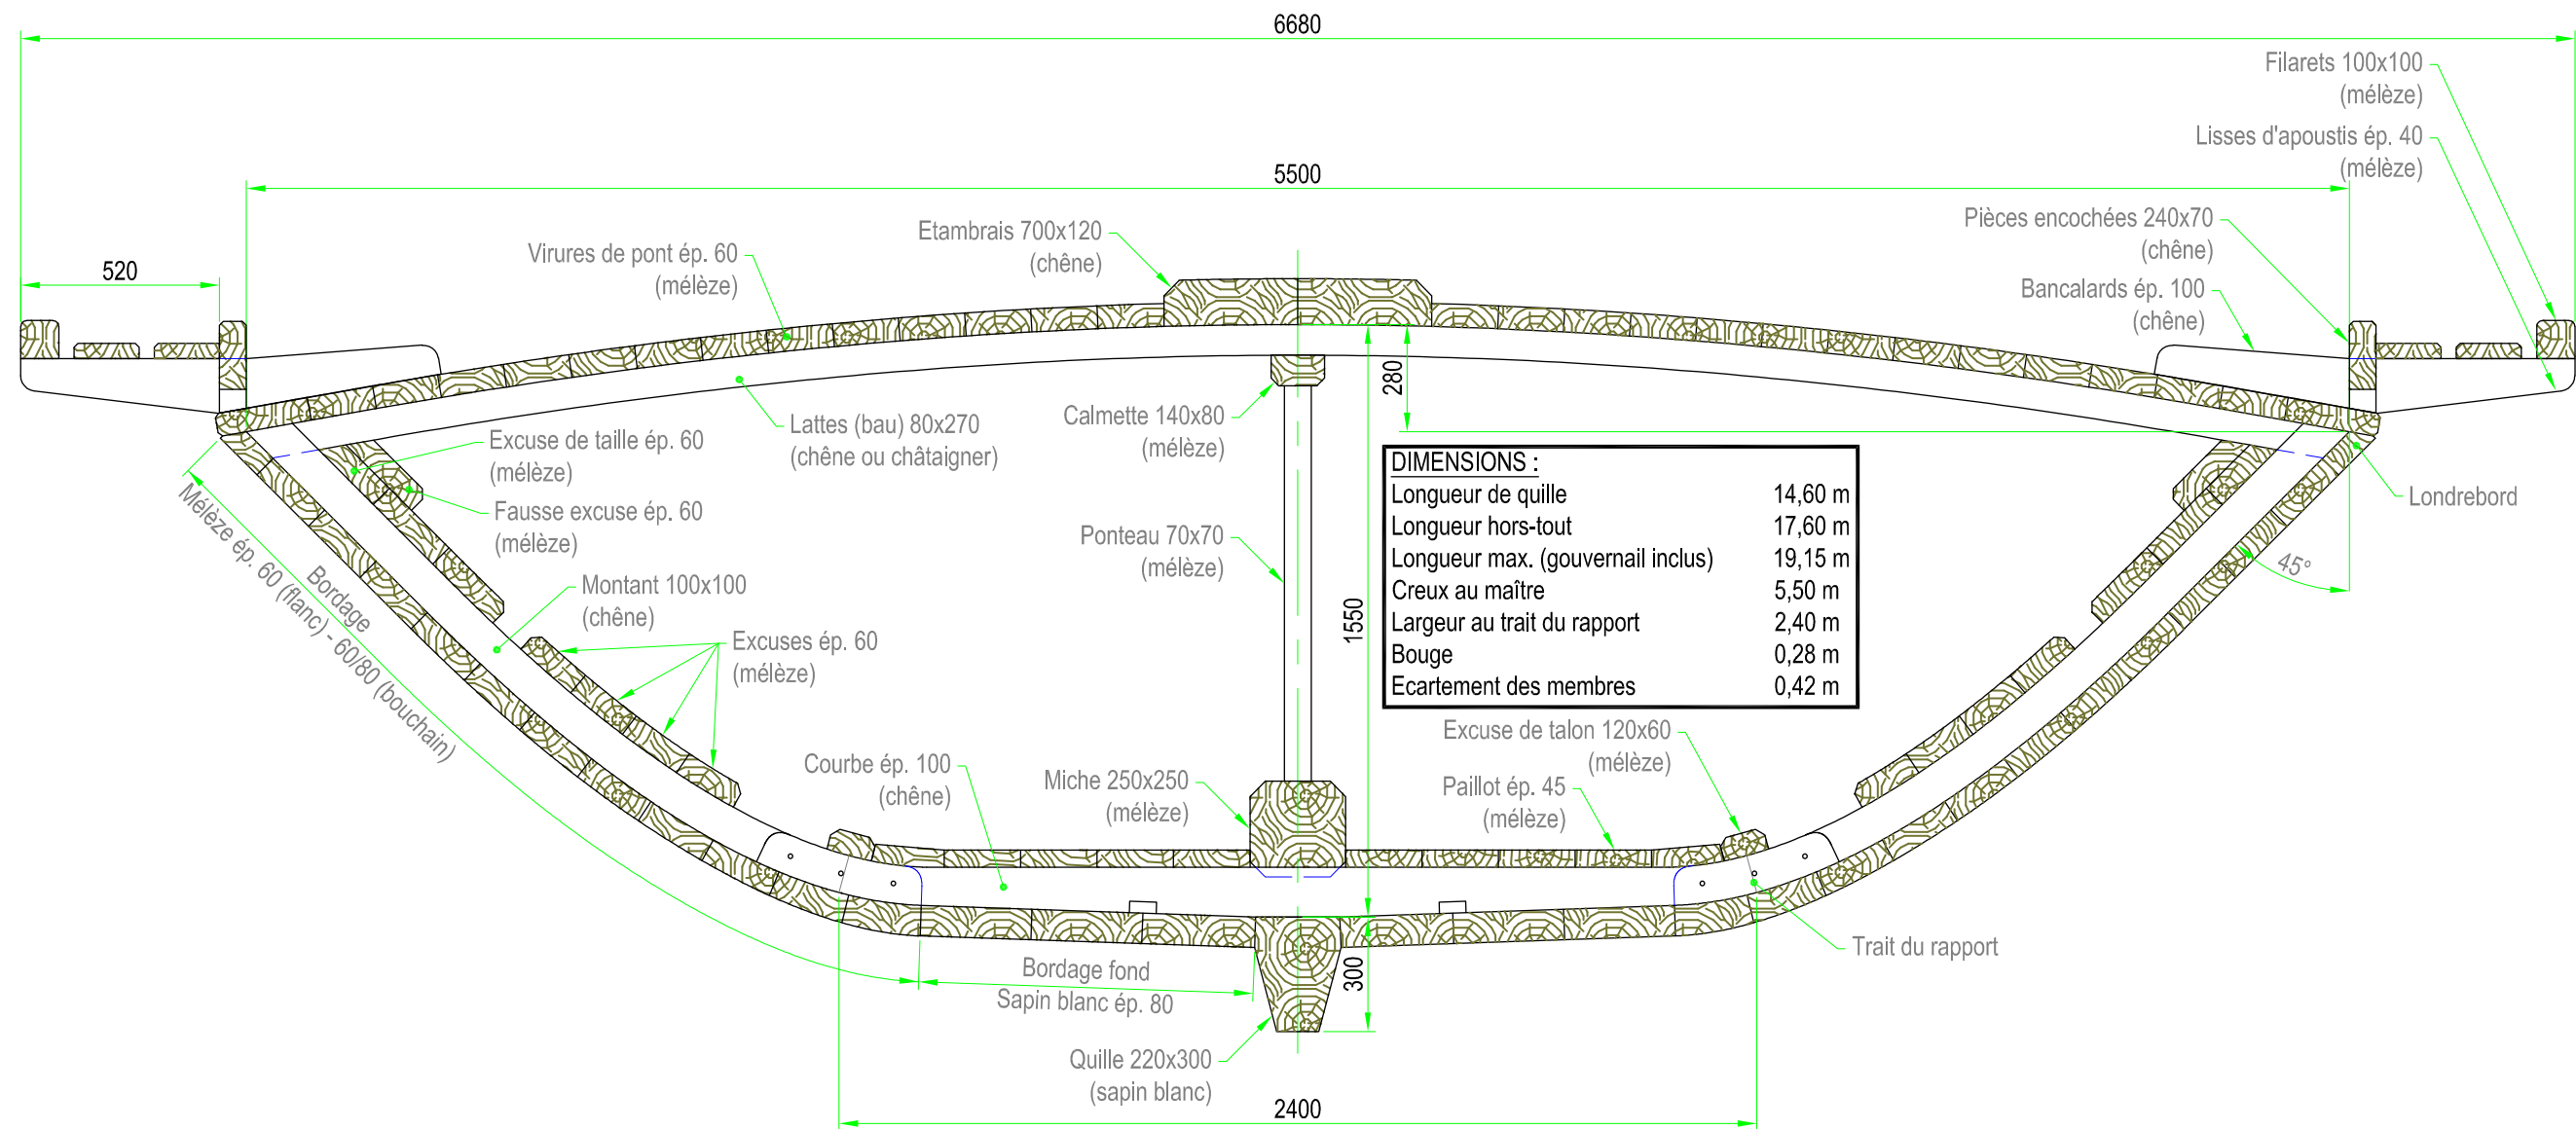 6680
Filarets 100x100
(mélèze)
Lisses d'apoustis ép. 40
(mélèze)
5500
Pièces encochées 240x70
(chêne)
Etambrais 700x120
(chêne)
Virures de pont ép. 60
(mélèze)
520
Bancalards ép. 100
(chêne)
280
Lattes (bau) 80x270
(chêne ou châtaigner)
Calmette 140x80
(mélèze)
Excuse de taille ép. 60
(mélèze)
Fausse excuse ép. 60
(mélèze)
DIMENSIONS :
Longueur de quille 14,60 m
Longueur hors-tout 17,60 m
Longueur max. (gouvernail inclus) 19,15 m
Creux au maître 5,50 m
Largeur au trait du rapport 2,40 m
Bouge 0,28 m
Ecartement des membres 0,42 m
Londrebord
45°
Bordage
Mélèze ép. 60 (flanc) - 60/80 (bouchain)
Ponteau 70x70
(mélèze)
1550
Montant 100x100
(chêne)
Excuses ép. 60
(mélèze)
Courbe ép. 100
(chêne)
Miche 250x250
(mélèze)
Excuse de talon 120x60
(mélèze)
Paillot ép. 45
(mélèze)
Trait du rapport
Bordage fond
Sapin blanc ép. 80
300
Quille 220x300
(sapin blanc)
2400